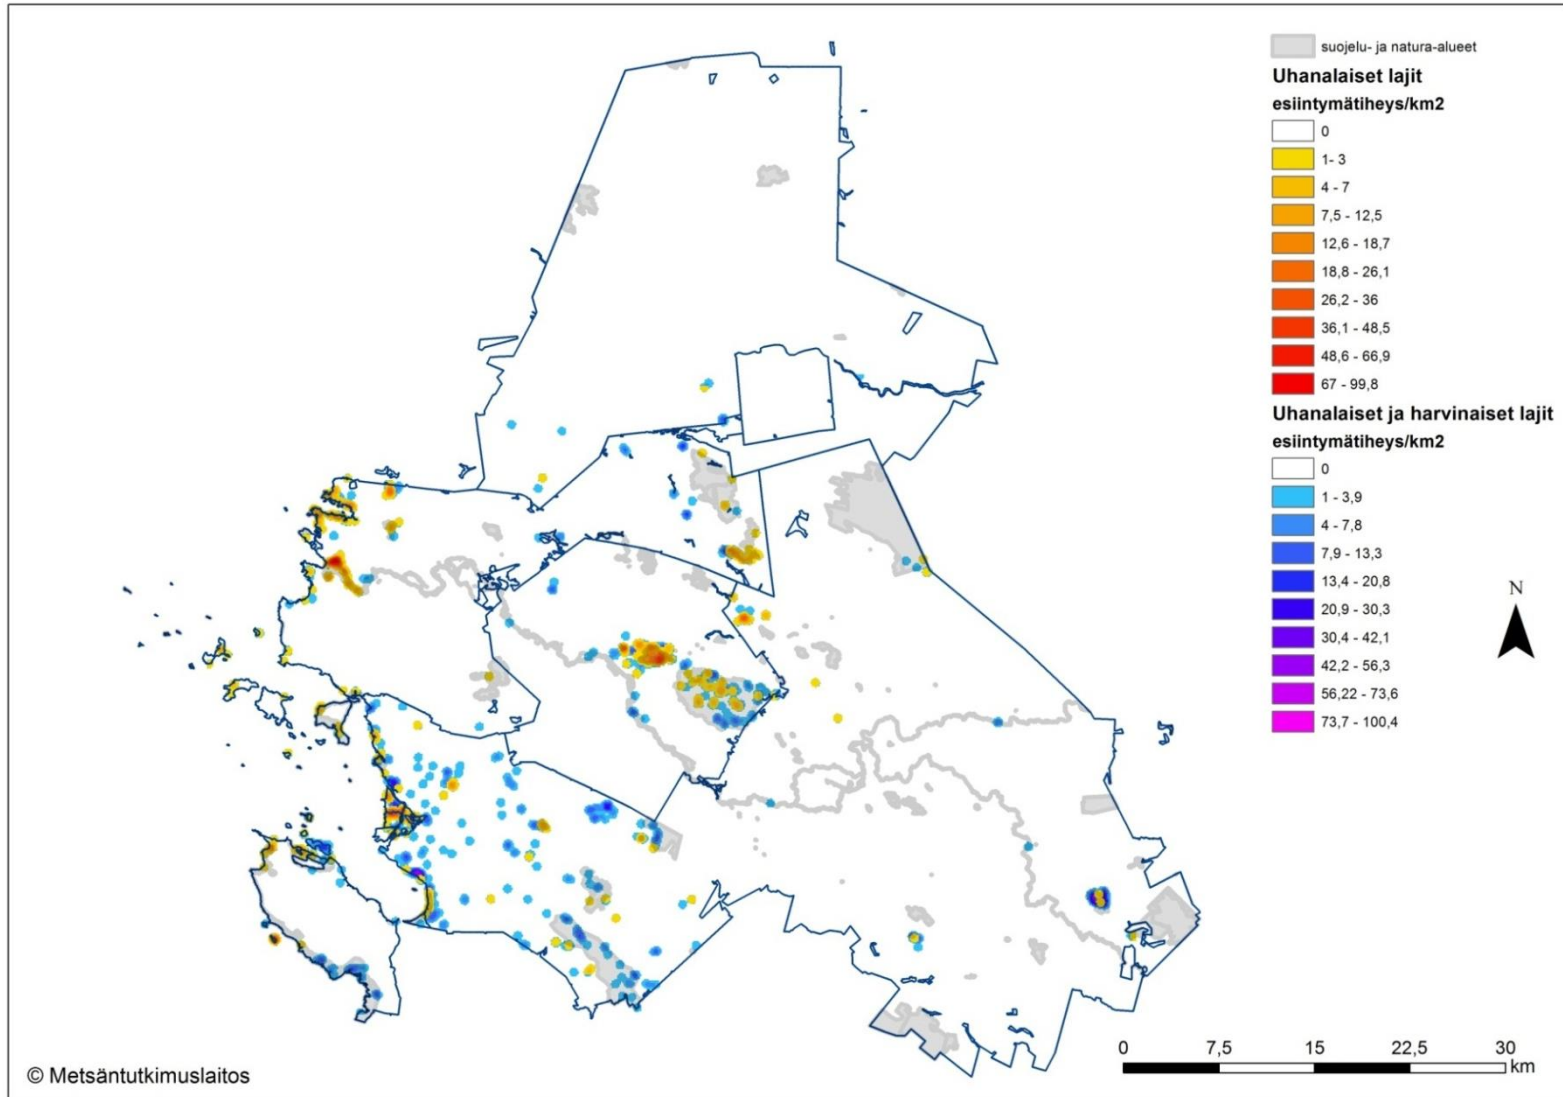 suojelu- ja natura-alueet
Uhanalaiset lajit
esiintymätiheys/km2
0
1- 3
4 - 7
7,5 - 12,5
12,6 - 18,7
18,8 - 26,1
26,2 - 36
36,1 - 48,5
48,6 - 66,9
67 - 99,8
Uhanalaiset ja harvinaiset lajit
esiintymätiheys/km2
0
1 - 3,9
4 - 7,8
7,9 - 13,3
13,4 - 20,8
20,9 - 30,3
30,4 - 42,1
42,2 - 56,3
56,22 - 73,6
73,7 - 100,4
N
0 7,5 15 22,5 30
km
© Metsäntutkimuslaitos